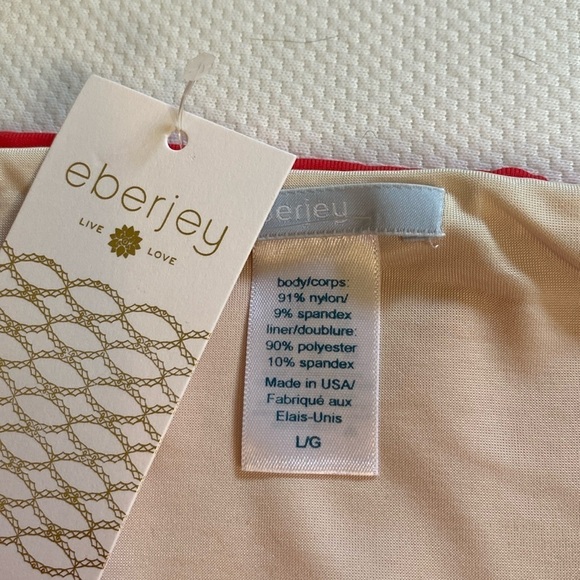 eberjey
LIVE LOVE
berjey
body/corps:
91% nylon/
9% spandex
liner/doublure:
90% polyester
10% spandex
Made in USA/
Fabriqué aux
Elais-Unis
L/G